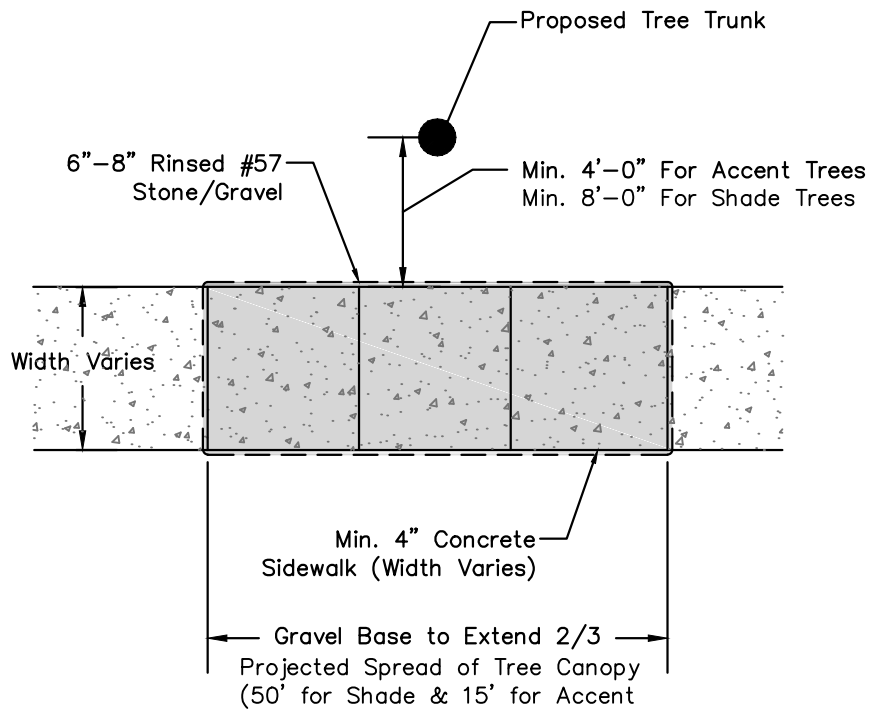 Proposed Tree Trunk
6”-8” Rinsed #57
Stone/Gravel
Min. 4’-0” For Accent Trees
Min. 8’-0” For Shade Trees
Width Varies
Min. 4” Concrete
Sidewalk (Width Varies)
Gravel Base to Extend 2/3
Projected Spread of Tree Canopy
(50’ for Shade & 15’ for Accent